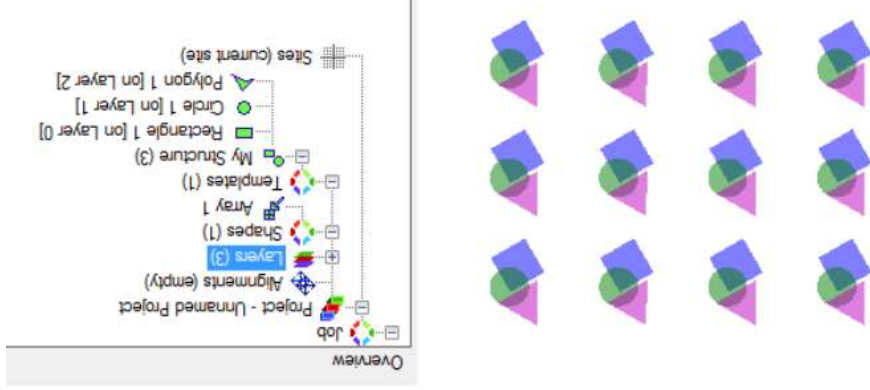 Overview
Job
Project - Unnamed Project
Alignments (empty)
Layers (3)
Shapes (1)
Array 1
Templates (1)
My Structure (3)
Rectangle 1 [on Layer 0]
Circle 1 [on Layer 1]
Polygon 1 [on Layer 2]
Sites (current site)